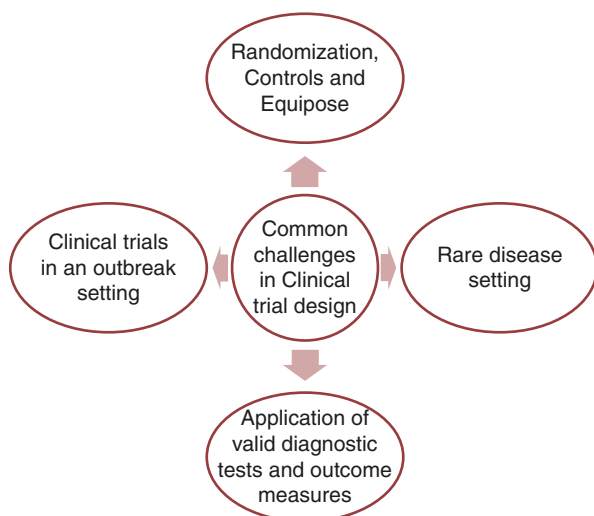 Randomization,
Controls and
Equipose
Clinical trials
in an outbreak
setting
Common
challenges
in Clinical
trial design
Rare disease
setting
Application of
valid diagnostic
tests and outcome
measures